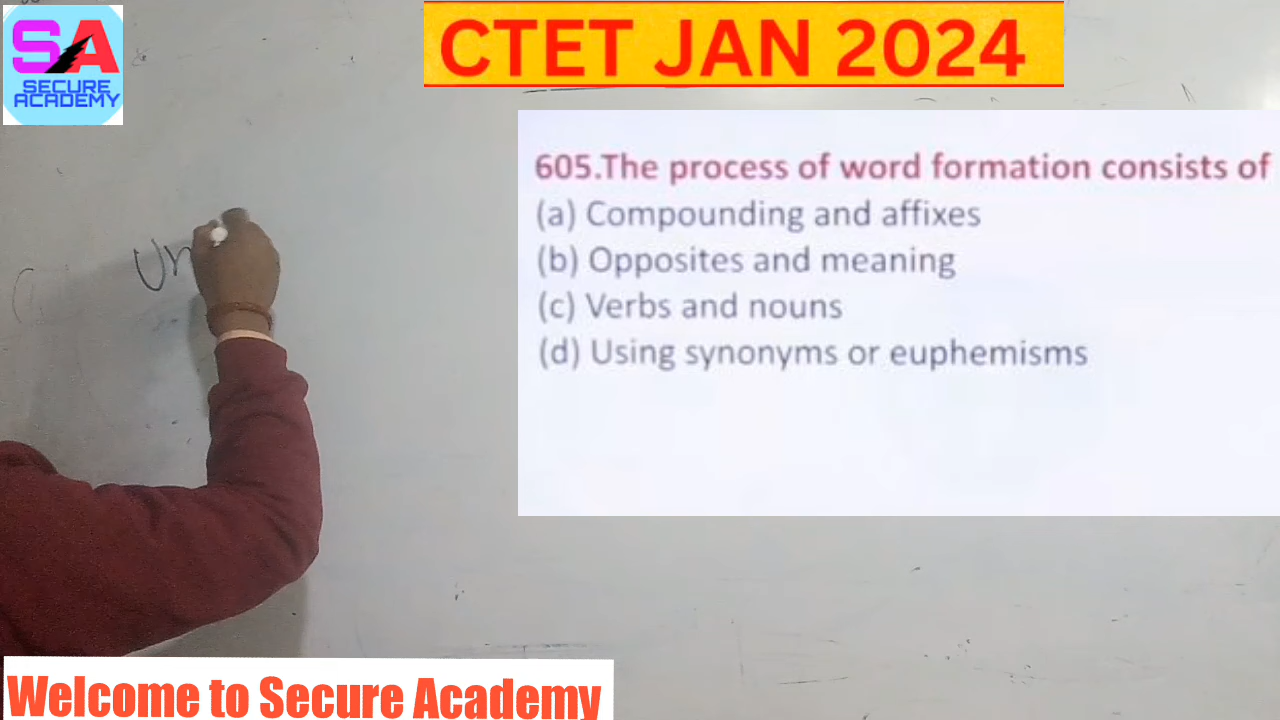 SA
SECURE
ACADEMY
CTET JAN 2024
605.The process of word formation consists of
(a) Compounding and affixes
(b) Opposites and meaning
(c) Verbs and nouns
(d) Using synonyms or euphemisms
Un
Welcome to Secure Academy